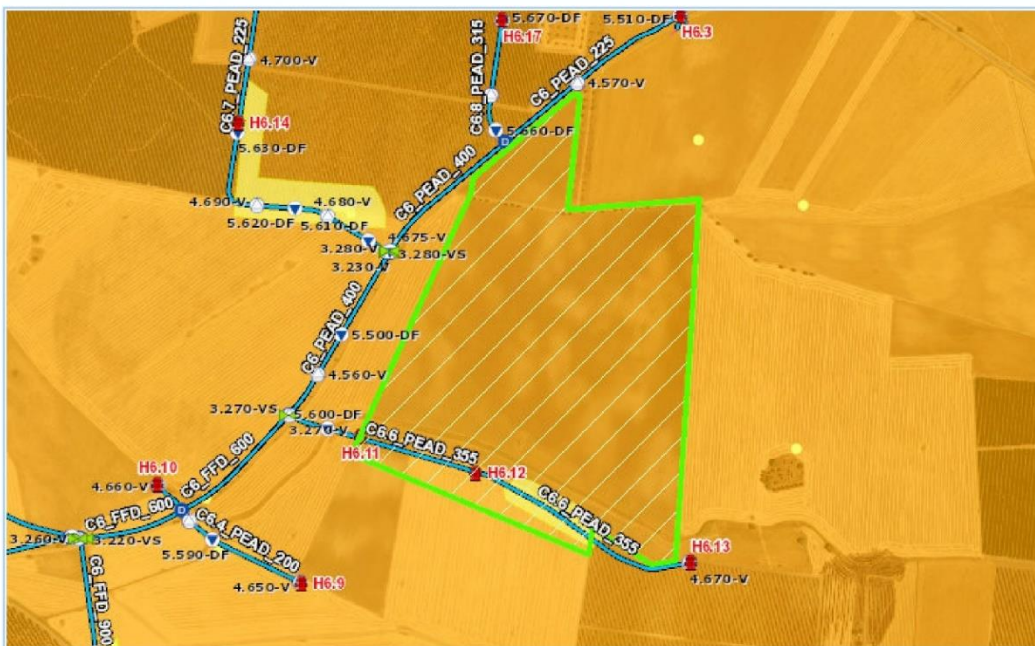 5.670-DF
5.510-DF
H6.17
H6.3
C6.7_PEAD_225
4.700-V
C6.8_PEAD_315
C6_PEAD_225
4.570-V
H6.14
5.630-DF
5.660-DF
C6_PEAD_400
4.690-V
4.680-V
5.620-DF
5.610-DF
4.675-V
3.280-V
3.280-VS
3.230-V
C6_PEAD_400
5.500-DF
4.560-V
3.270-VS
5.600-DF
3.270-V
H6.11
C6.6_PEAD_355
H6.12
H6.10
4.660-V
C6_FFD_600
C6.6_PEAD_355
C6_FFD_600
C6.4_PEAD_200
3.260-V
3.220-VS
5.590-DF
H6.13
4.670-V
4.650-V
H6.9
D
D